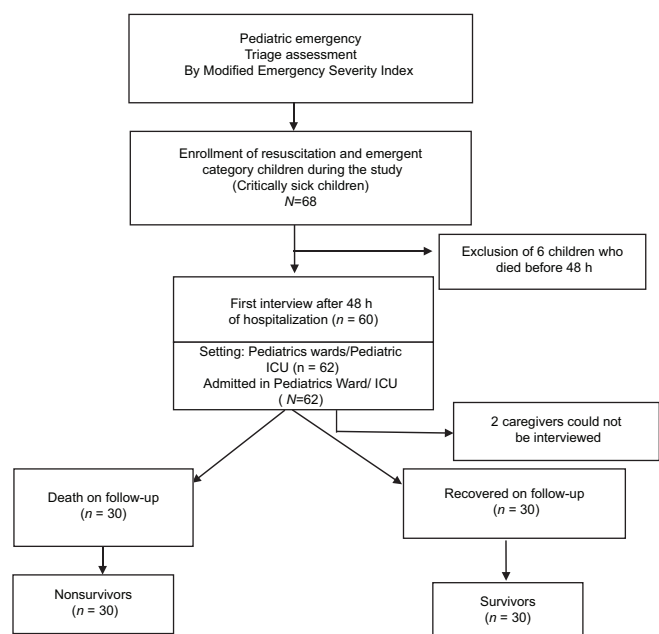 Pediatric emergency
Triage assessment
By Modified Emergency Severity Index
Enrollment of resuscitation and emergent
category children during the study
(Critically sick children)
N=68
Exclusion of 6 children who
died before 48 h
First interview after 48 h
of hospitalization (n = 60)
Setting: Pediatrics wards/Pediatric
ICU (n = 62)
Admitted in Pediatrics Ward/ ICU
( N=62)
2 caregivers could not
be interviewed
Death on follow-up
(n = 30)
Recovered on follow-up
(n = 30)
Nonsurvivors
(n = 30)
Survivors
(n = 30)